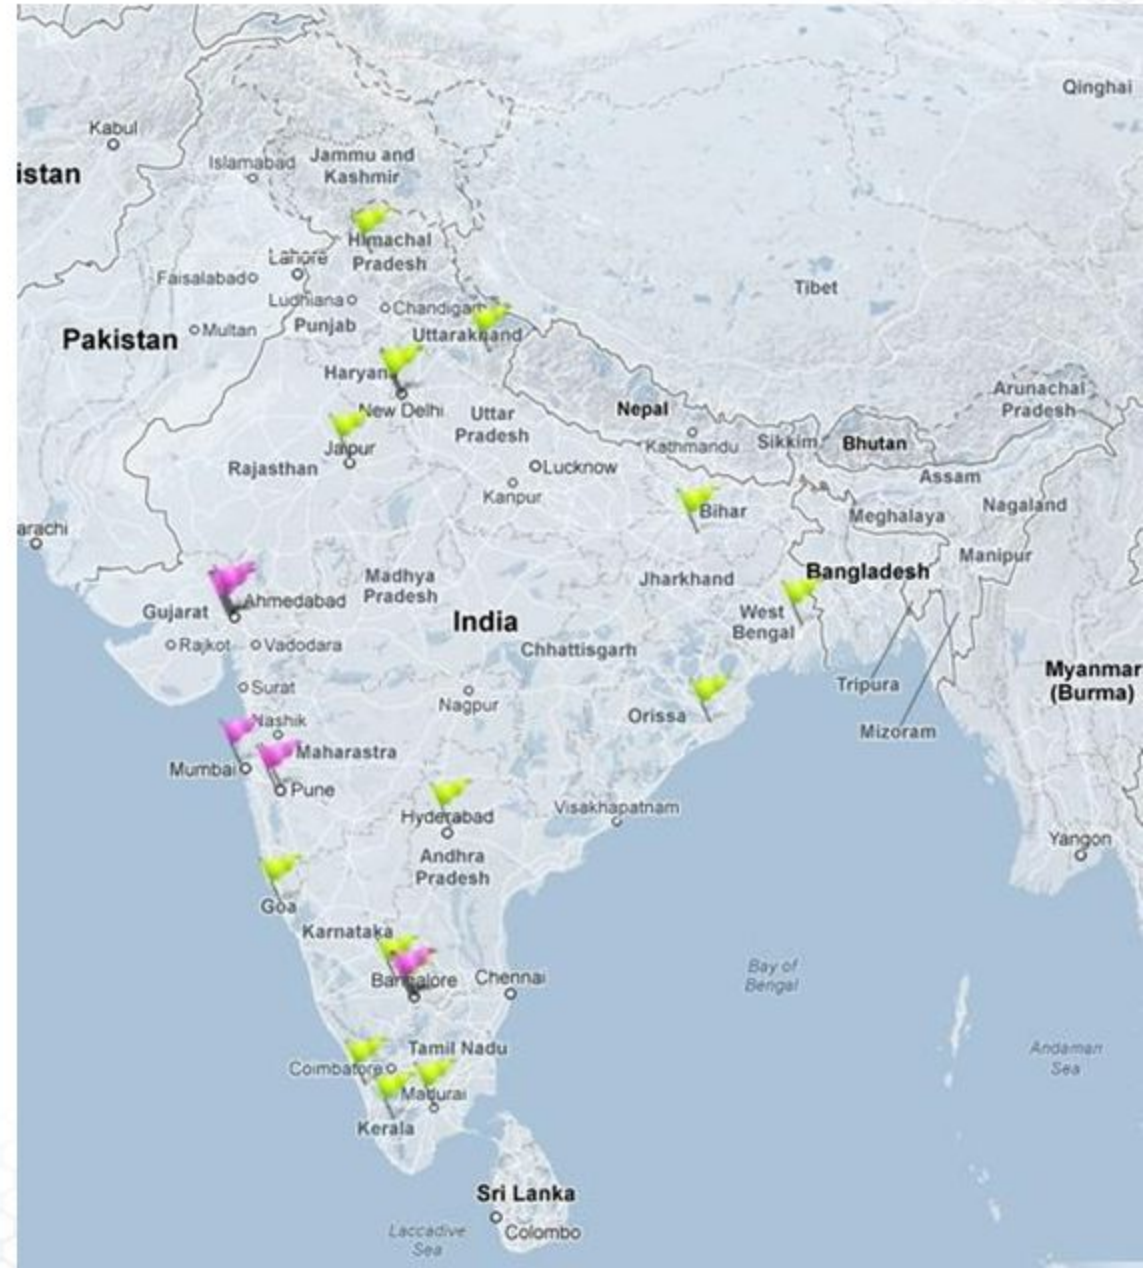 Qinghai
Kabul
Islamabad
Jammu and
Kashmir
istan
Himachal
Pradesh
Lahore
Faisalabad
Tibet
Ludhiana
Chandigarh
Multan
Punjab
Uttarakhand
Pakistan
Haryana
Arunachal
Pradesh
New Delhi
Uttar
Pradesh
Nepal
Kathmandu
Sikkim
Bhutan
Jaipur
Rajasthan
Lucknow
Kanpur
Assam
Nagaland
Bihar
Meghalaya
arachi
Manipur
Bangladesh
Madhya
Pradesh
Jharkhand
Ahmedabad
Gujarat
India
West
Bengal
Rajkot
Vadodara
Chhattisgarh
Myanmar
(Burma)
Surat
Tripura
Nagpur
Orissa
Nashik
Mizoram
Maharastra
Mumbai
Pune
Visakhapatnam
Hyderabad
Yangon
Andhra
Pradesh
Goa
Karnataka
Bangalore
Chennai
Bay of
Bengal
Tamil Nadu
Andaman
Sea
Coimbatore
Madurai
Kerala
Sri Lanka
Laccadive
Sea
Colombo